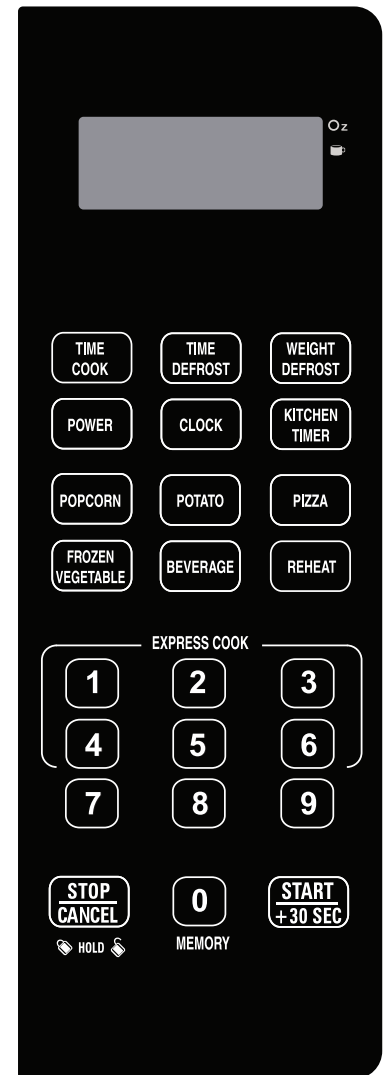 Oz
TIME COOK
TIME DEFROST
WEIGHT DEFROST
POWER
CLOCK
KITCHEN TIMER
POPCORN
POTATO
PIZZA
FROZEN VEGETABLE
BEVERAGE
REHEAT
EXPRESS COOK
1 2 3
4 5 6
7 8 9
STOP
CANCEL
0
START
+30 SEC
HOLD
MEMORY